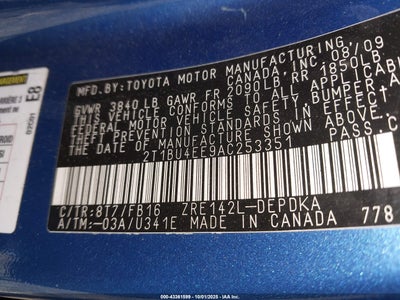 MFD.BY:TOYOTA MOTOR MANUFACTURING
CANADA, INC. 08/09
GVWR 3840LB GAWR FR 2090LB RR 1850LB
THIS VEHICLE CONFORMS TO ALL APPLICABLE
FEDERAL MOTOR VEHICLE SAFETY, BUMPER, AND
THEFT PREVENTION STANDARDS IN EFFECT ON
THE DATE OF MANUFACTURE SHOWN ABOVE.
2T1BU4EE9AC253351 PASS.C
C/TR:8T7/FB16 ZRE142L-DEPDKA
A/TM:-03A/U341E MADE IN CANADA 778
000-43361599 - 10/01/2025 - IAA Inc.